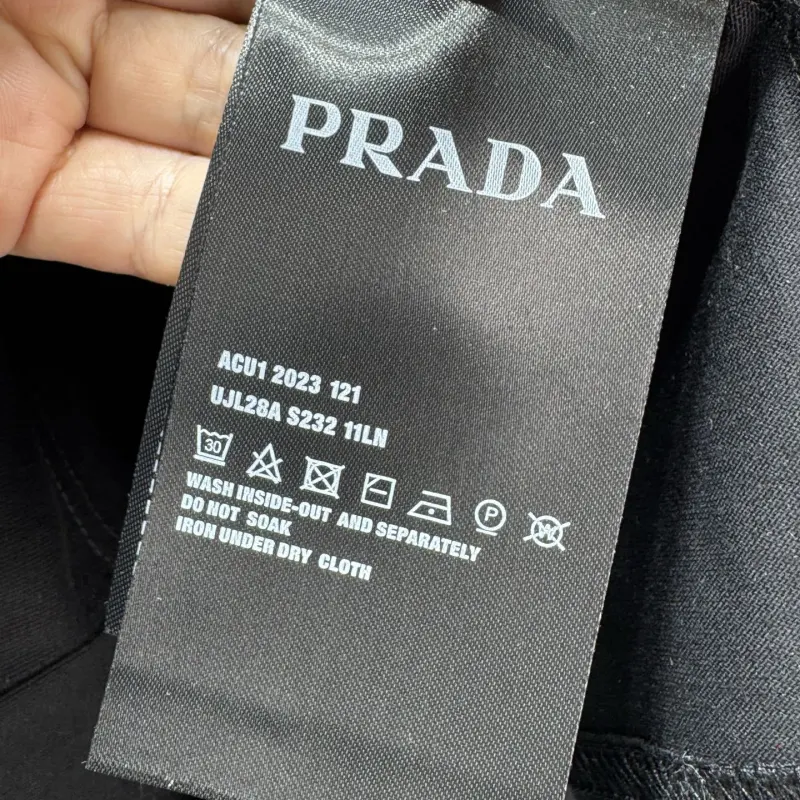 PRADA
ACU1 2023 121
UJL28A S232 11LN
30 P W
WASH INSIDE-OUT AND SEPARATELY
DO NOT SOAK
IRON UNDER DRY CLOTH